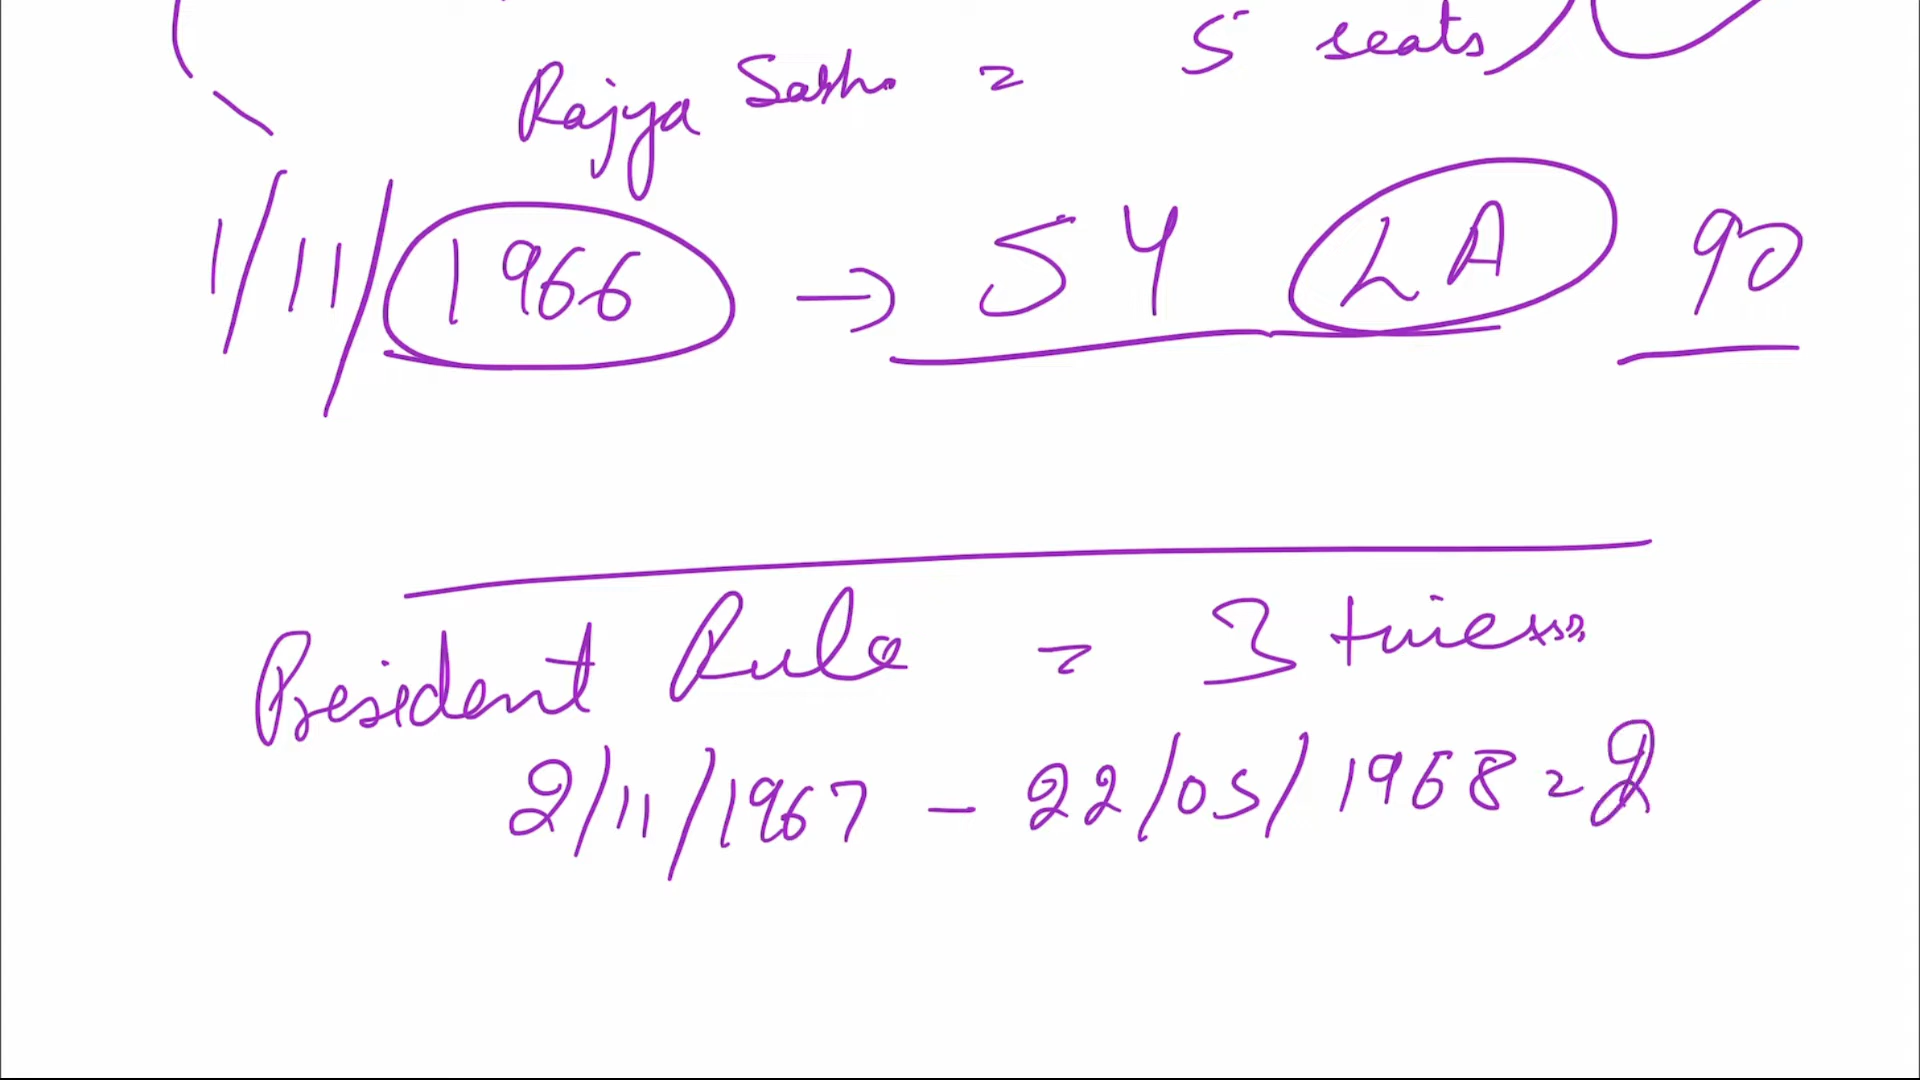 5 seats
Rajya Sabha =
1/11/1966 → 54 LA 90
President Rule = 3 times
2/11/1967 - 22/05/1968 = 2